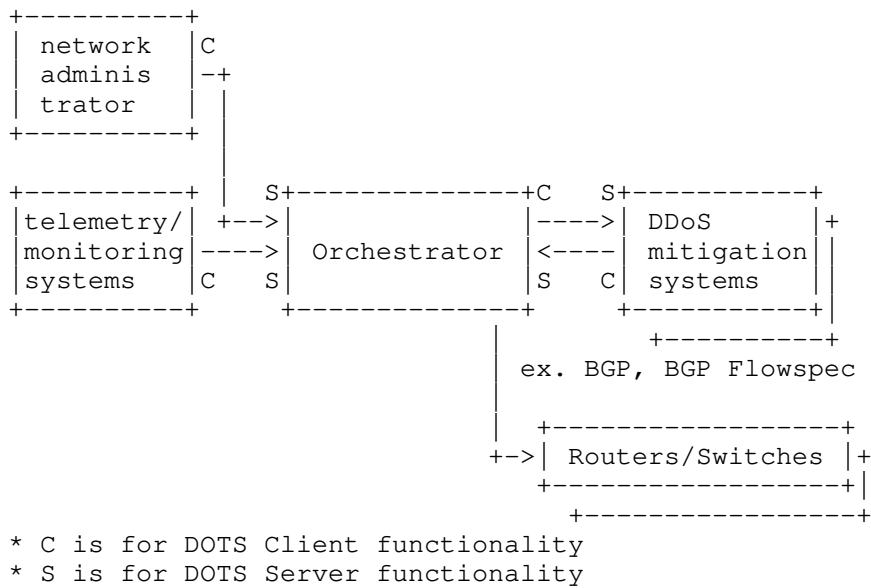 network C
adminis
trator
S C S
telemetry/ DDoS
monitoring Orchestrator mitigation
systems C S S C systems
ex. BGP, BGP Flowspec
Routers/Switches
* C is for DOTS Client functionality
* S is for DOTS Server functionality